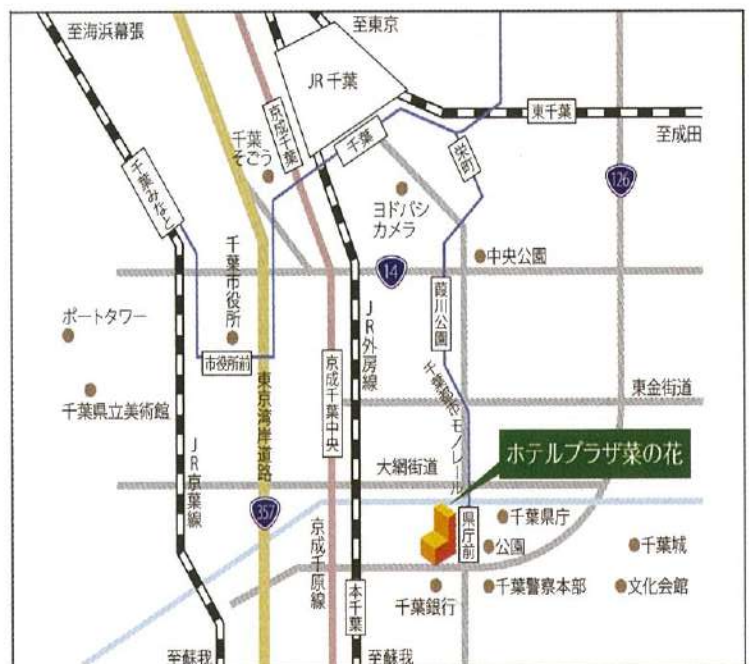 至海浜幕張
至東京
JR千葉
京成千葉
千葉
そごう
千葉
東千葉
至成田
栄町
126
千葉みなと
ヨドバシ
カメラ
中央公園
14
千葉市役所
葭川公園
ポートタワー
市役所前
JR外房線
千葉都市モノレール
東金街道
千葉県立美術館
東京湾岸道路
京成千葉中央
大網街道
ホテルプラザ菜の花
JR京葉線
357
県庁前
千葉県庁
公園
千葉城
京成千原線
本千葉
千葉銀行
千葉警察本部
文化会館
至蘇我
至蘇我